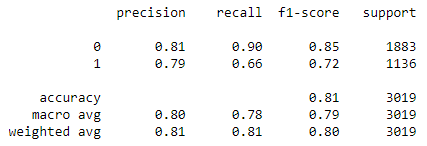 precision recall f1-score support
0 0.81 0.90 0.85 1883
1 0.79 0.66 0.72 1136
accuracy 0.81 3019
macro avg 0.80 0.78 0.79 3019
weighted avg 0.81 0.81 0.80 3019